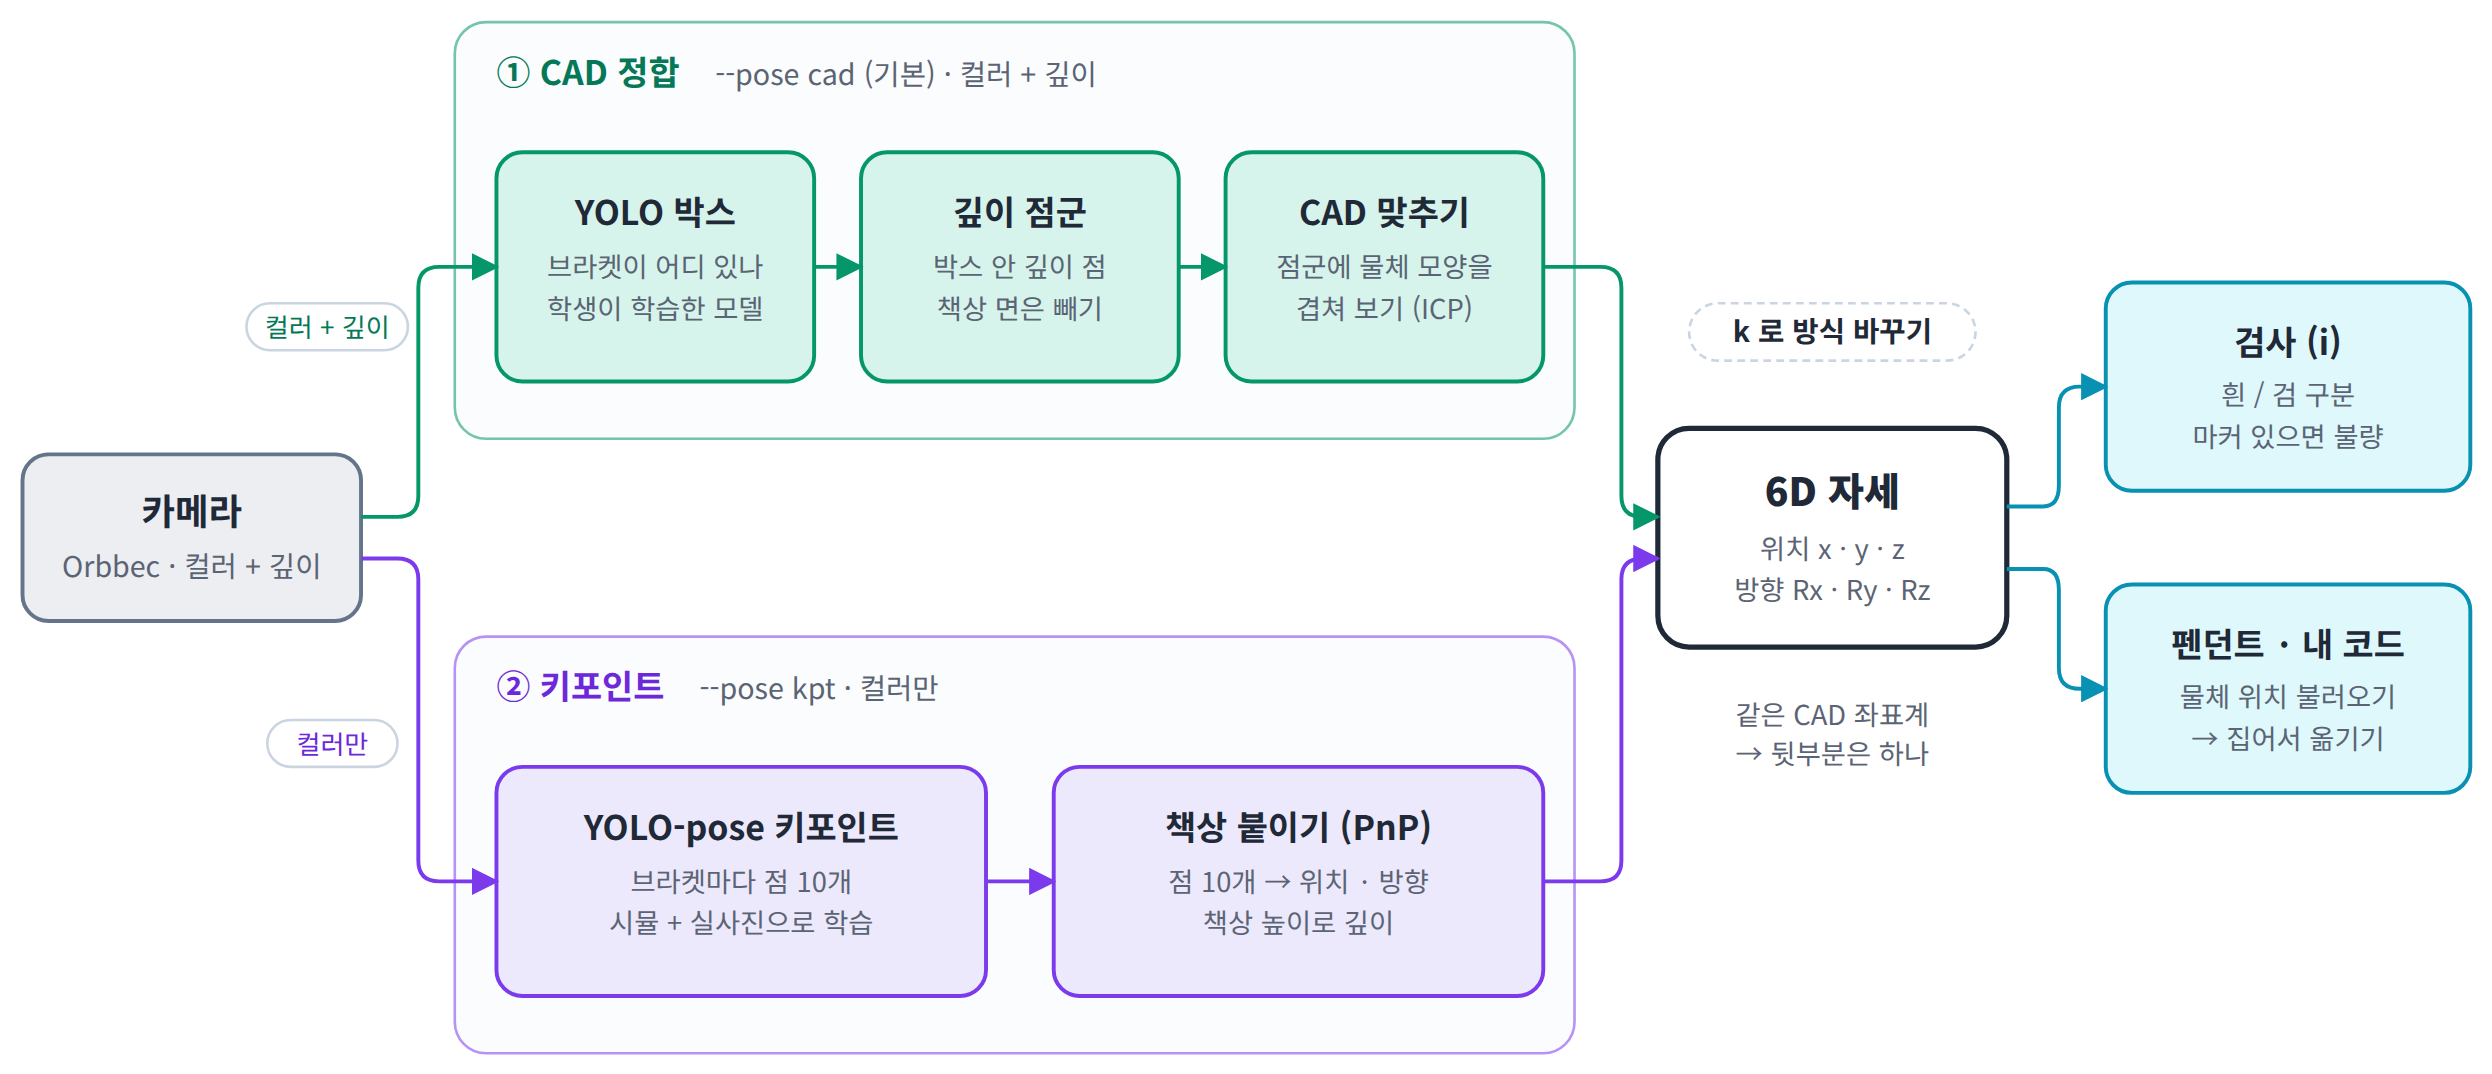 카메라
Orbbec · 컬러 + 깊이
컬러 + 깊이
컬러만
① CAD 정합 --pose cad (기본) · 컬러 + 깊이
YOLO 박스
브라켓이 어디 있나
학생이 학습한 모델
깊이 점군
박스 안 깊이 점
책상 면은 빼기
CAD 맞추기
점군에 물체 모양을
겹쳐 보기 (ICP)
② 키포인트 --pose kpt · 컬러만
YOLO-pose 키포인트
브라켓마다 점 10개
시뮬 + 실사진으로 학습
책상 붙이기 (PnP)
점 10개 → 위치 · 방향
책상 높이로 깊이
k 로 방식 바꾸기
6D 자세
위치 x · y · z
방향 Rx · Ry · Rz
같은 CAD 좌표계
→ 뒷부분은 하나
검사 (i)
흰 / 검 구분
마커 있으면 불량
펜던트 · 내 코드
물체 위치 불러오기
→ 집어서 옮기기